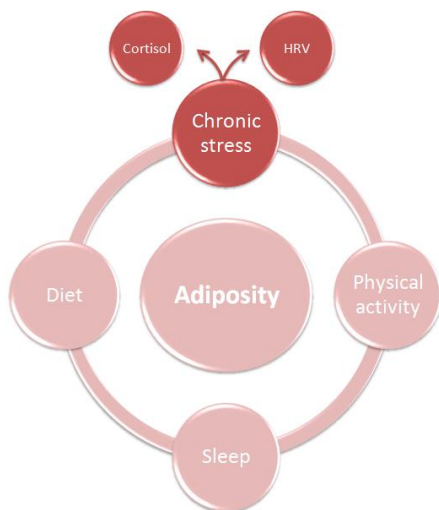 Cortisol
HRV
Chronic
stress
Diet
Adiposity
Physical
activity
Sleep